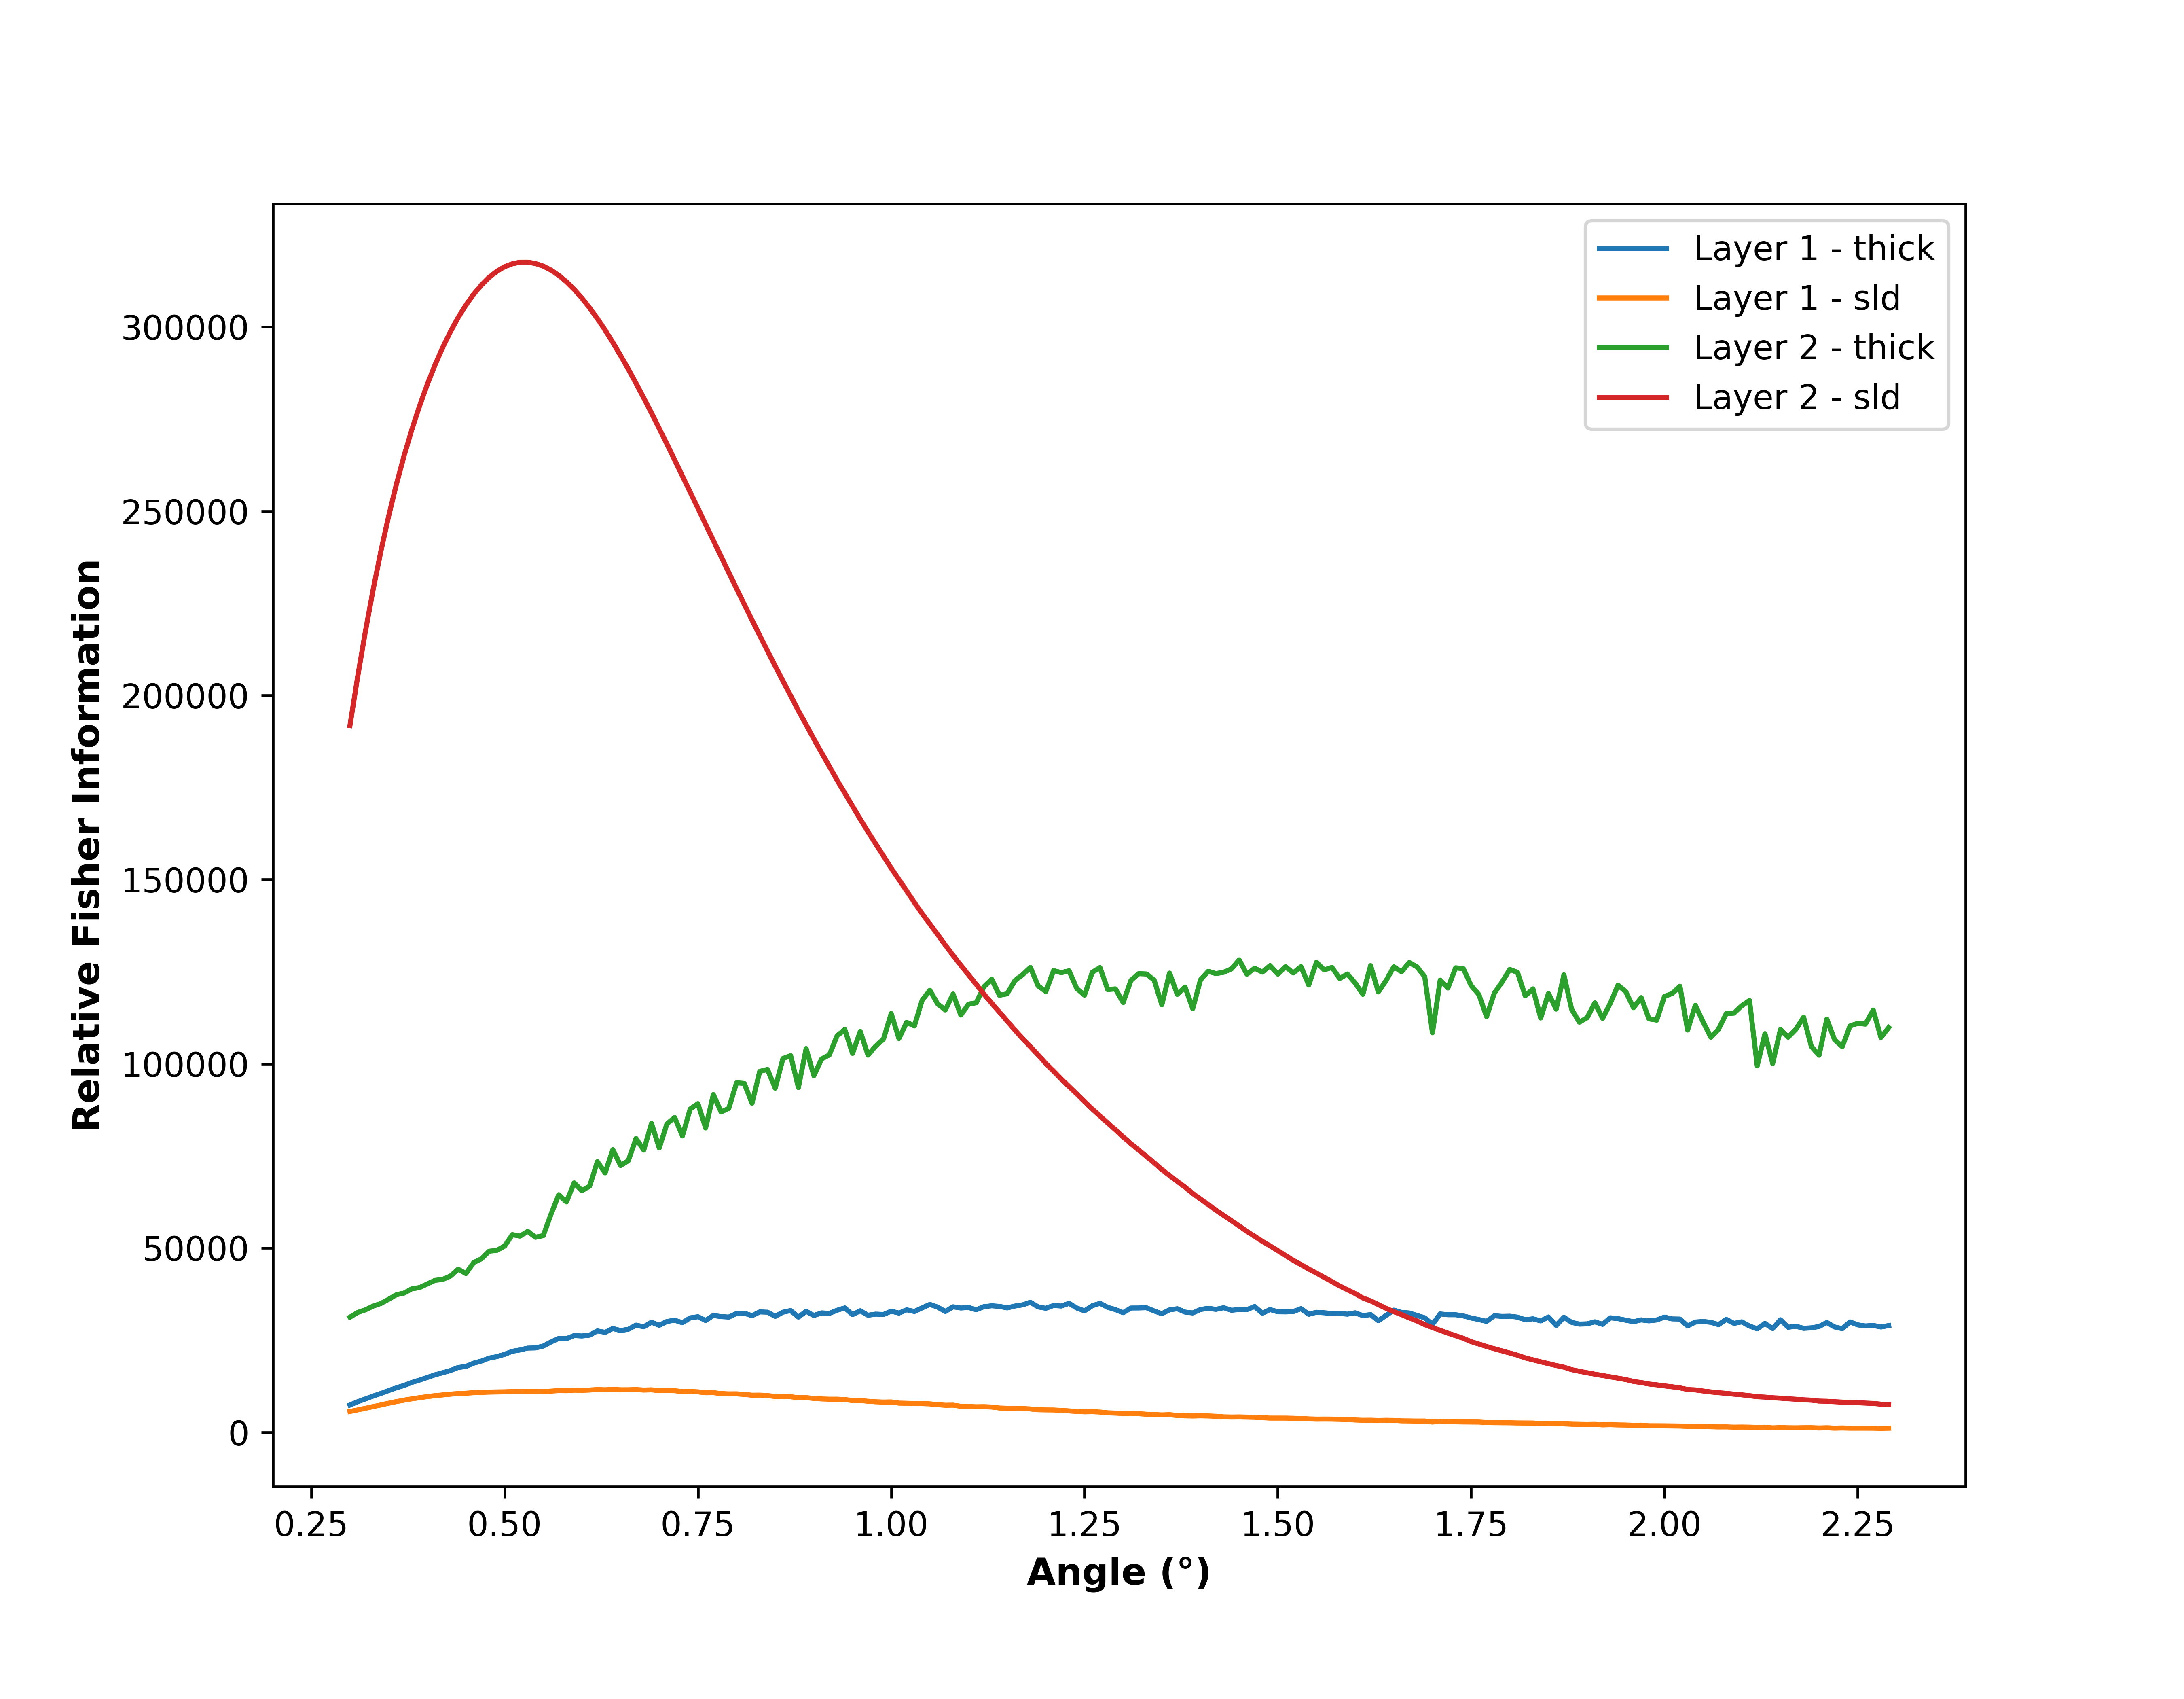 Layer 1 - thick
Layer 1 - sld
Layer 2 - thick
Layer 2 - sld
Relative Fisher Information
300000
250000
200000
150000
100000
50000
0
0.25 0.50 0.75 1.00 1.25 1.50 1.75 2.00 2.25
Angle (°)